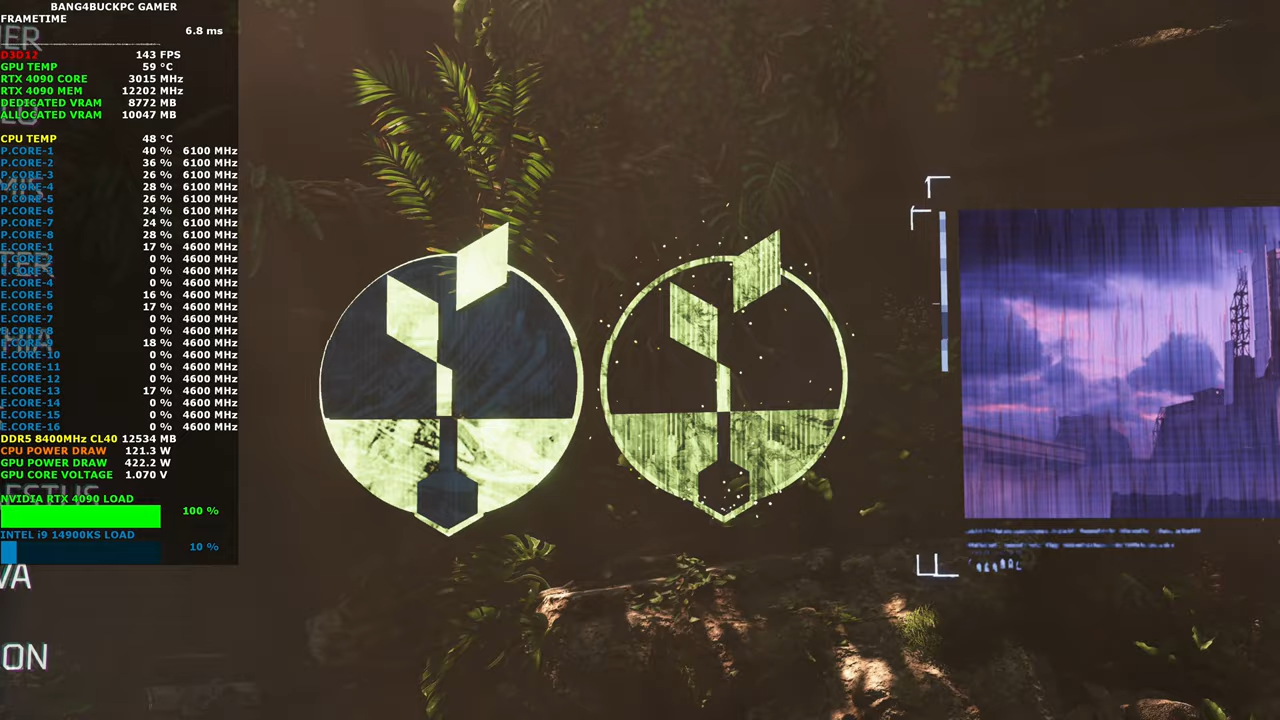 BANG4BUCKPC GAMER
FRAMETIME
6.8 ms
D3D12 143 FPS
GPU TEMP 59 °C
RTX 4090 CORE 3015 MHz
RTX 4090 MEM 12202 MHz
DEDICATED VRAM 8772 MB
ALLOCATED VRAM 10047 MB
CPU TEMP 48 °C
P.CORE-1 40 % 6100 MHz
P.CORE-2 36 % 6100 MHz
P.CORE-3 26 % 6100 MHz
P.CORE-4 28 % 6100 MHz
P.CORE-5 26 % 6100 MHz
P.CORE-6 24 % 6100 MHz
P.CORE-7 24 % 6100 MHz
P.CORE-8 28 % 6100 MHz
E.CORE-1 17 % 4600 MHz
E.CORE-2 0 % 4600 MHz
E.CORE-3 0 % 4600 MHz
E.CORE-4 0 % 4600 MHz
E.CORE-5 16 % 4600 MHz
E.CORE-6 17 % 4600 MHz
E.CORE-7 0 % 4600 MHz
E.CORE-8 0 % 4600 MHz
E.CORE-9 18 % 4600 MHz
E.CORE-10 0 % 4600 MHz
E.CORE-11 0 % 4600 MHz
E.CORE-12 0 % 4600 MHz
E.CORE-13 17 % 4600 MHz
E.CORE-14 0 % 4600 MHz
E.CORE-15 0 % 4600 MHz
E.CORE-16 0 % 4600 MHz
DDR5 8400MHz CL40 12534 MB
CPU POWER DRAW 121.3 W
GPU POWER DRAW 422.2 W
GPU CORE VOLTAGE 1.070 V
NVIDIA RTX 4090 LOAD
100 %
INTEL i9 14900KS LOAD
10 %
VA
ON